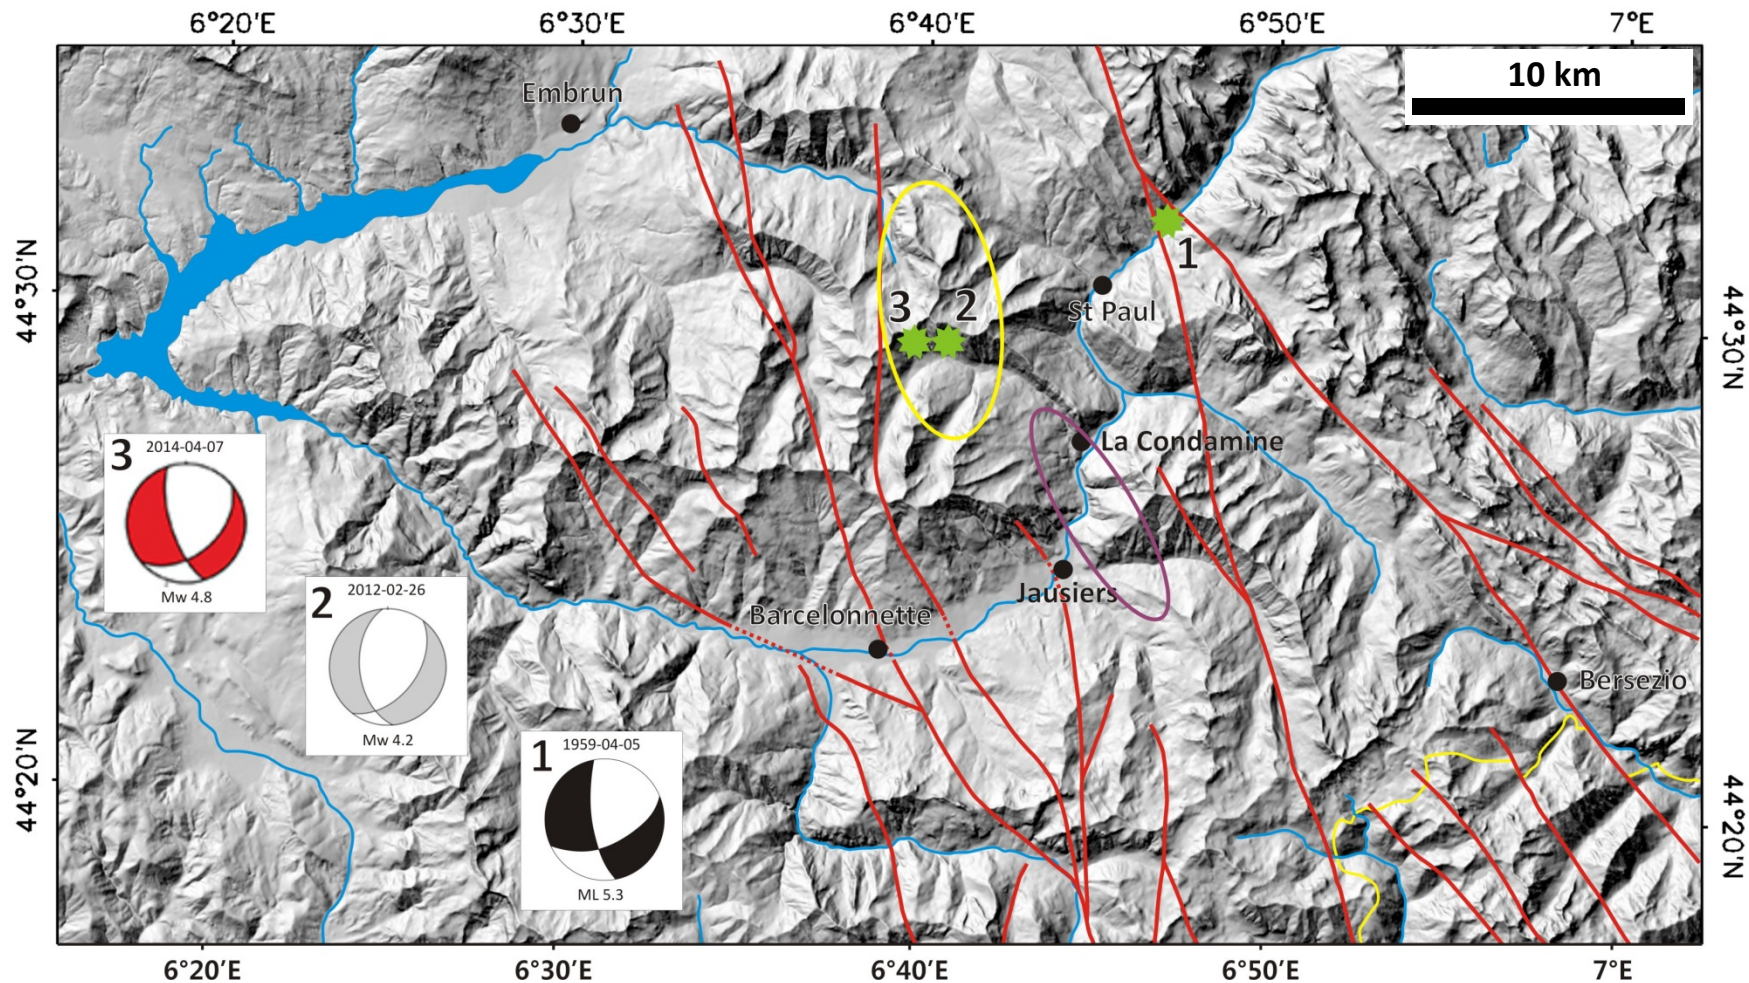 6°20'E 6°30'E 6°40'E 6°50'E 7°E
10 km
Embrun
1
44°30'N
3 2
St Paul
44°30'N
La Condamine
3
2014-04-07
Mw 4.8
2
2012-02-26
Mw 4.2
Jausiers
Barcelonnette
Bersezio
1
1959-04-05
ML 5.3
44°20'N
44°20'N
6°20'E 6°30'E 6°40'E 6°50'E 7°E